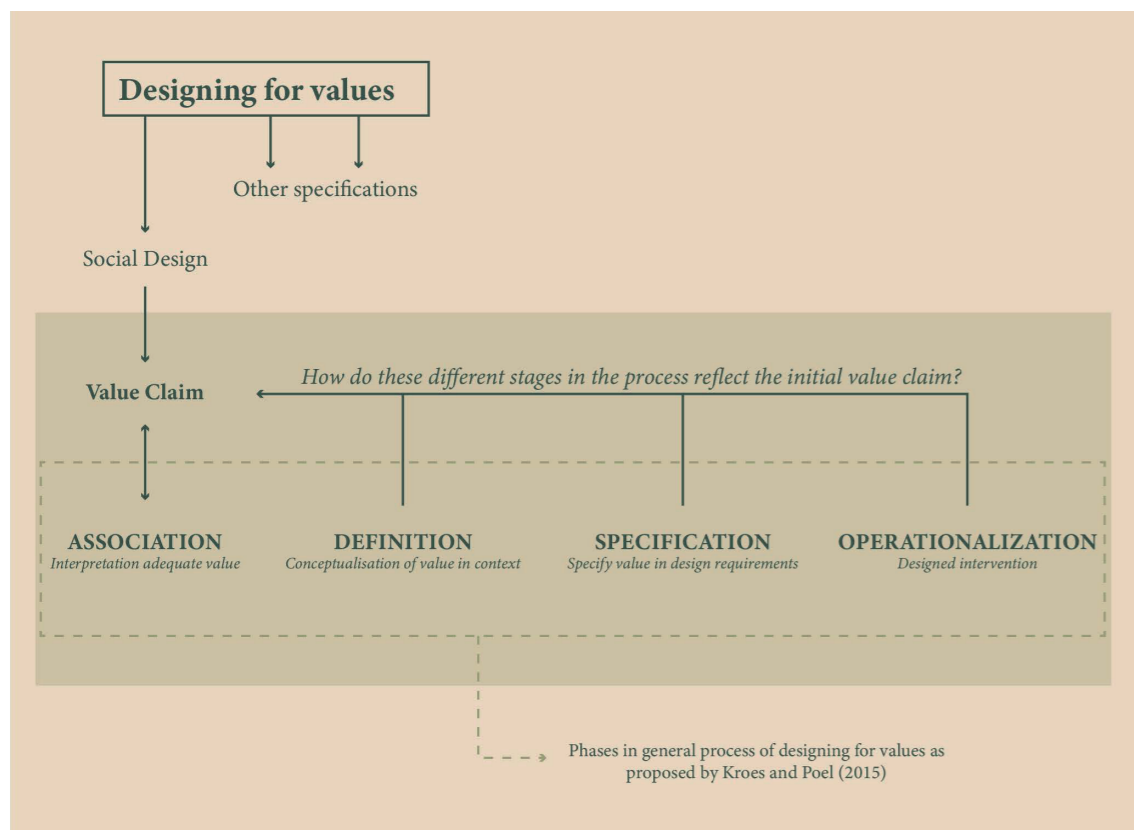 Designing for values
Other specifications
Social Design
How do these different stages in the process reflect the initial value claim?
Value Claim
ASSOCIATION
Interpretation adequate value
DEFINITION
Conceptualisation of value in context
SPECIFICATION
Specify value in design requirements
OPERATIONALIZATION
Designed intervention
Phases in general process of designing for values as
proposed by Kroes and Poel (2015)